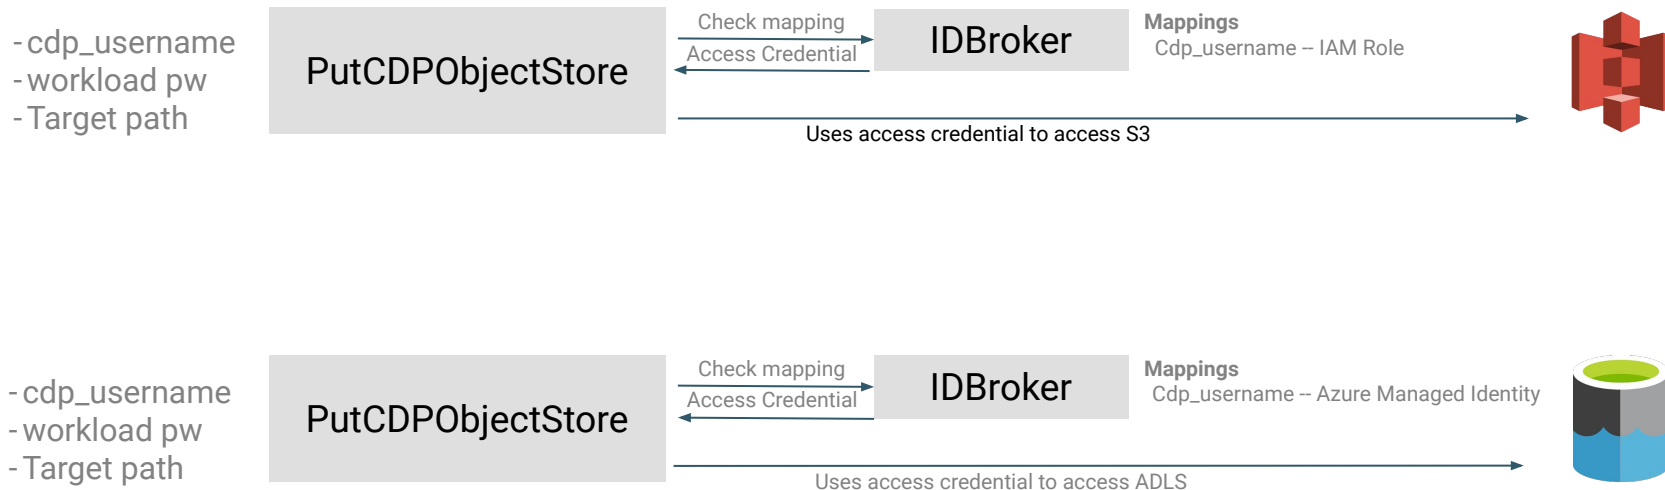 - cdp_username
- workload pw
- Target path
PutCDPObjectStore
Check mapping
Access Credential
IDBroker
Mappings
Cdp_username -- IAM Role
Uses access credential to access S3
- cdp_username
- workload pw
- Target path
PutCDPObjectStore
Check mapping
Access Credential
IDBroker
Mappings
Cdp_username -- Azure Managed Identity
Uses access credential to access ADLS